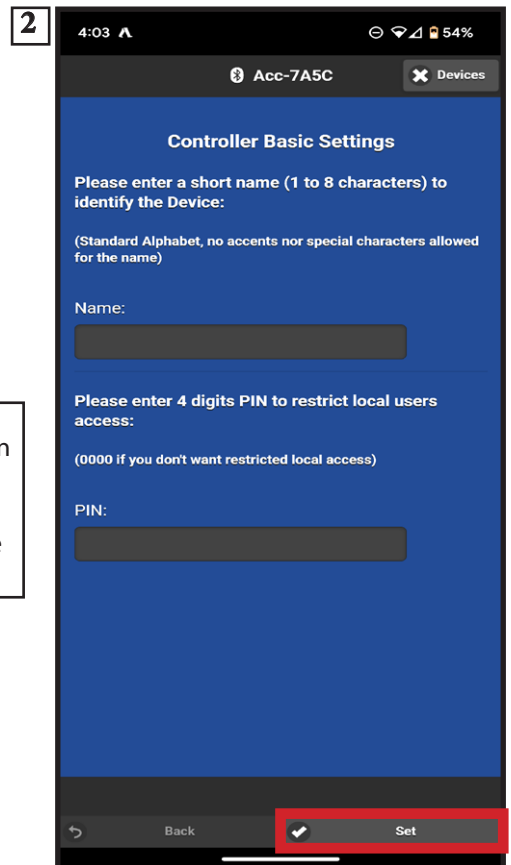 2
4:03 54%
Acc-7A5C Devices
Controller Basic Settings
Please enter a short name (1 to 8 characters) to
identify the Device:
(Standard Alphabet, no accents nor special characters allowed
for the name)
Name:
Please enter 4 digits PIN to restrict local users
access:
(0000 if you don't want restricted local access)
PIN:
Back Set